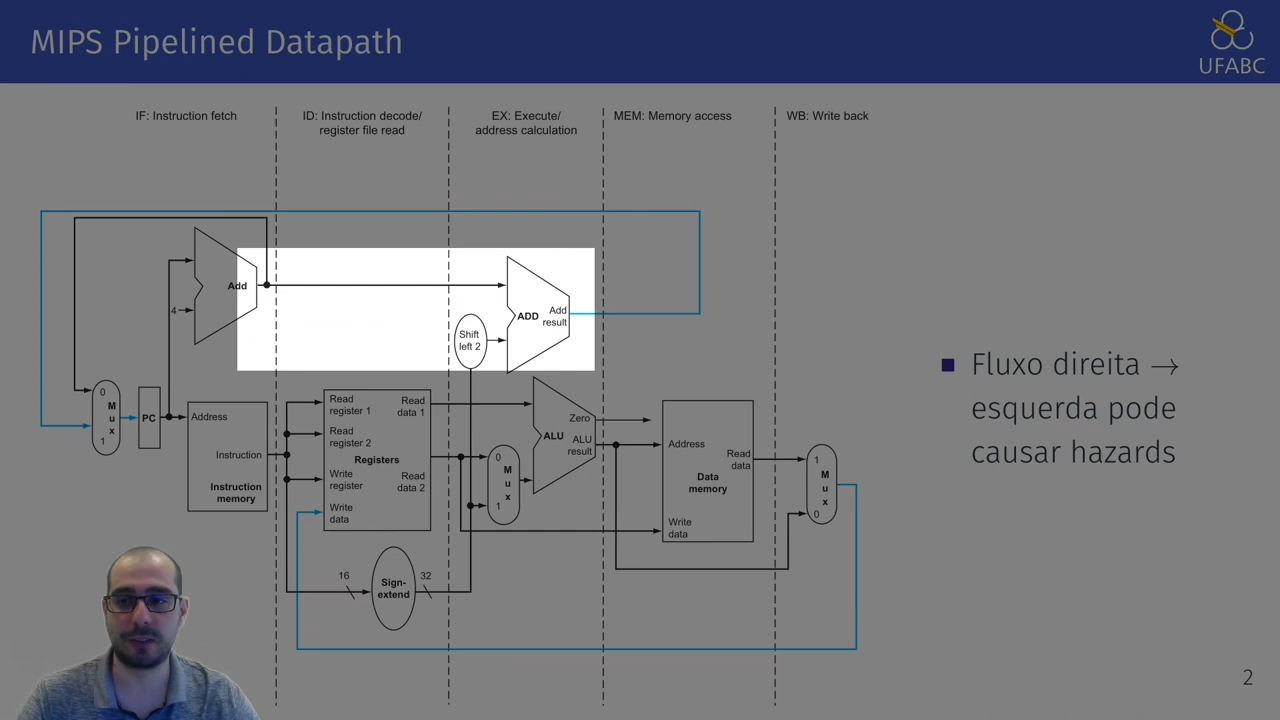 MIPS Pipelined Datapath
UFABC
IF: Instruction fetch
ID: Instruction decode/
register file read
EX: Execute/
address calculation
MEM: Memory access
WB: Write back
Add
4
ADD
Add
result
Shift
left 2
0
M
u
x
1
PC
Address
Instruction
Instruction
memory
Read
register 1
Read
register 2
Write
register
Write
data
Registers
Read
data 1
Read
data 2
0
M
u
x
1
Zero
ALU
ALU
result
Address
Read
data
Data
memory
Write
data
1
M
u
x
0
16
Sign-
extend
32
■ Fluxo direita →
esquerda pode
causar hazards
2